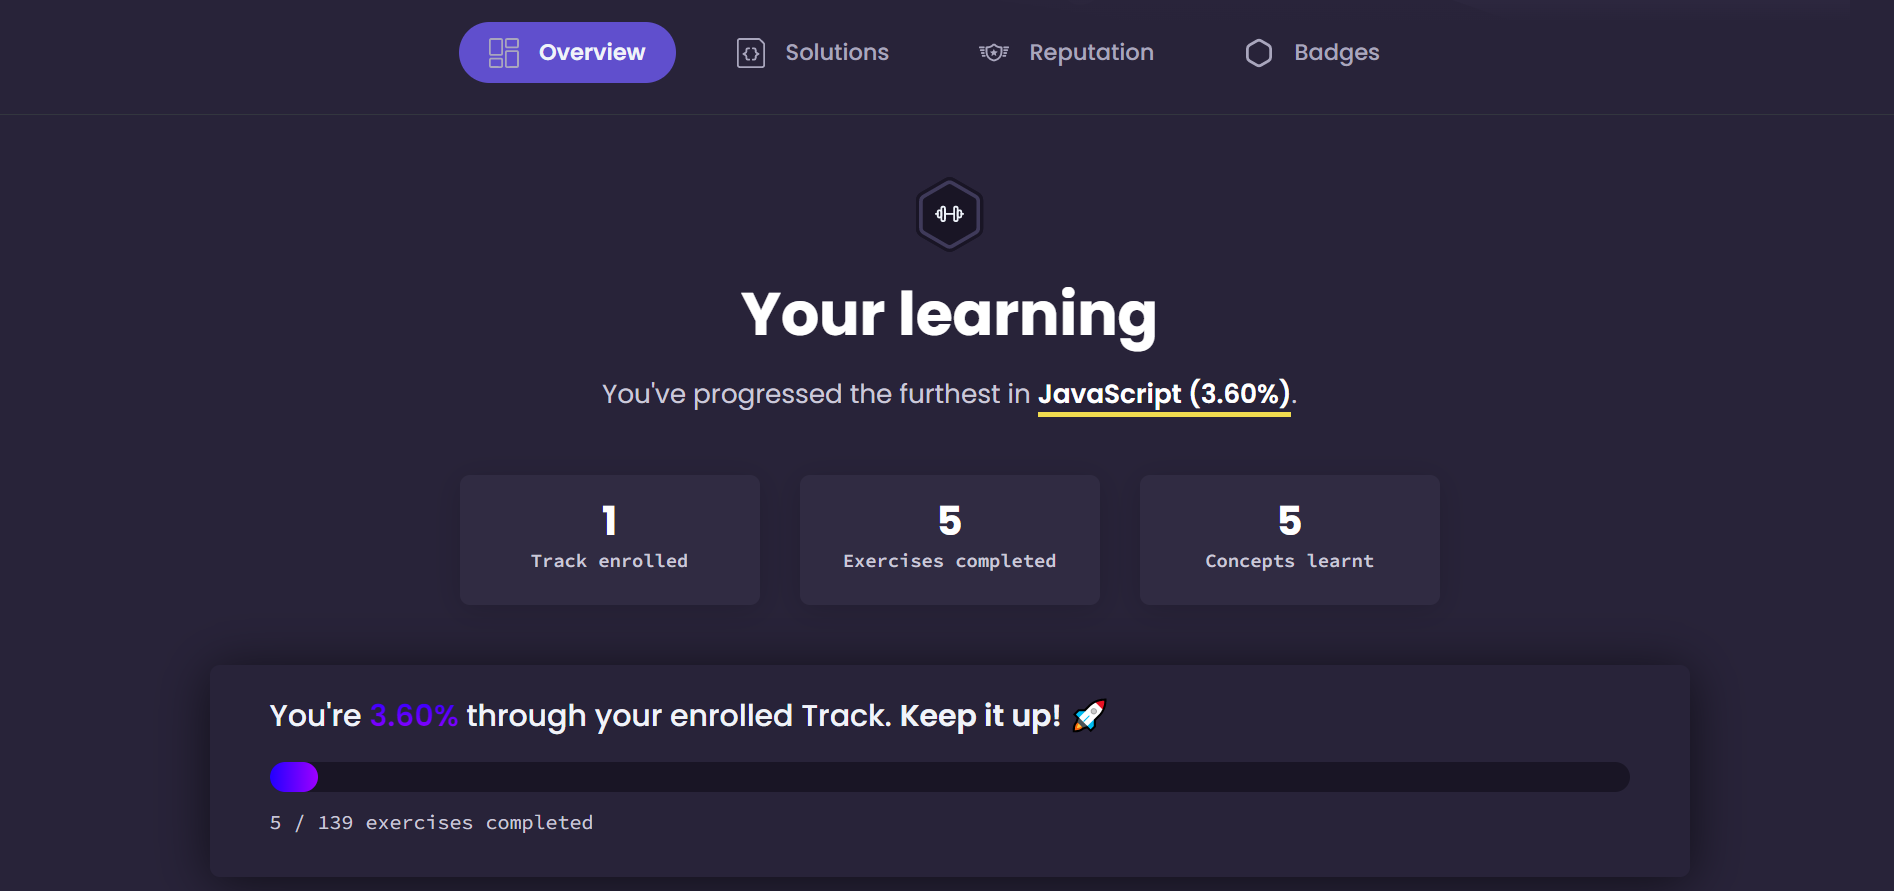 Overview Solutions Reputation Badges
Your learning
You've progressed the furthest in JavaScript (3.60%).
1 5 5
Track enrolled Exercises completed Concepts learnt
You're 3.60% through your enrolled Track. Keep it up! 🚀
5 / 139 exercises completed